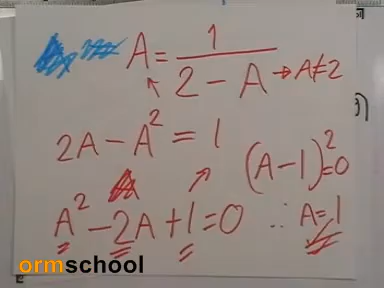 A = 1 / (2 - A) → A ≠ 2
2A - A² = 1
(A - 1)² = 0
A² - 2A + 1 = 0 ∴ A = 1
ormschool